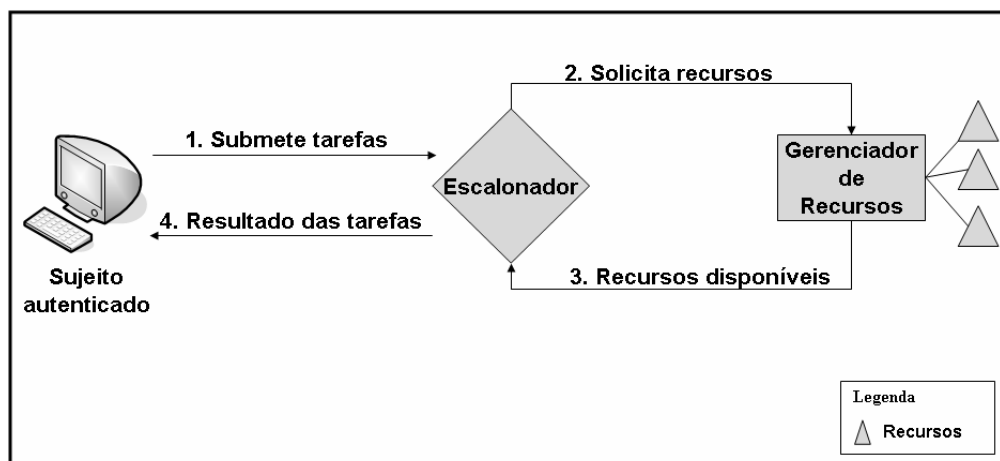 2. Solicita recursos
1. Submete tarefas
Gerenciador
de
Recursos
Escalonador
4. Resultado das tarefas
3. Recursos disponíveis
Sujeito
autenticado
Legenda
Recursos